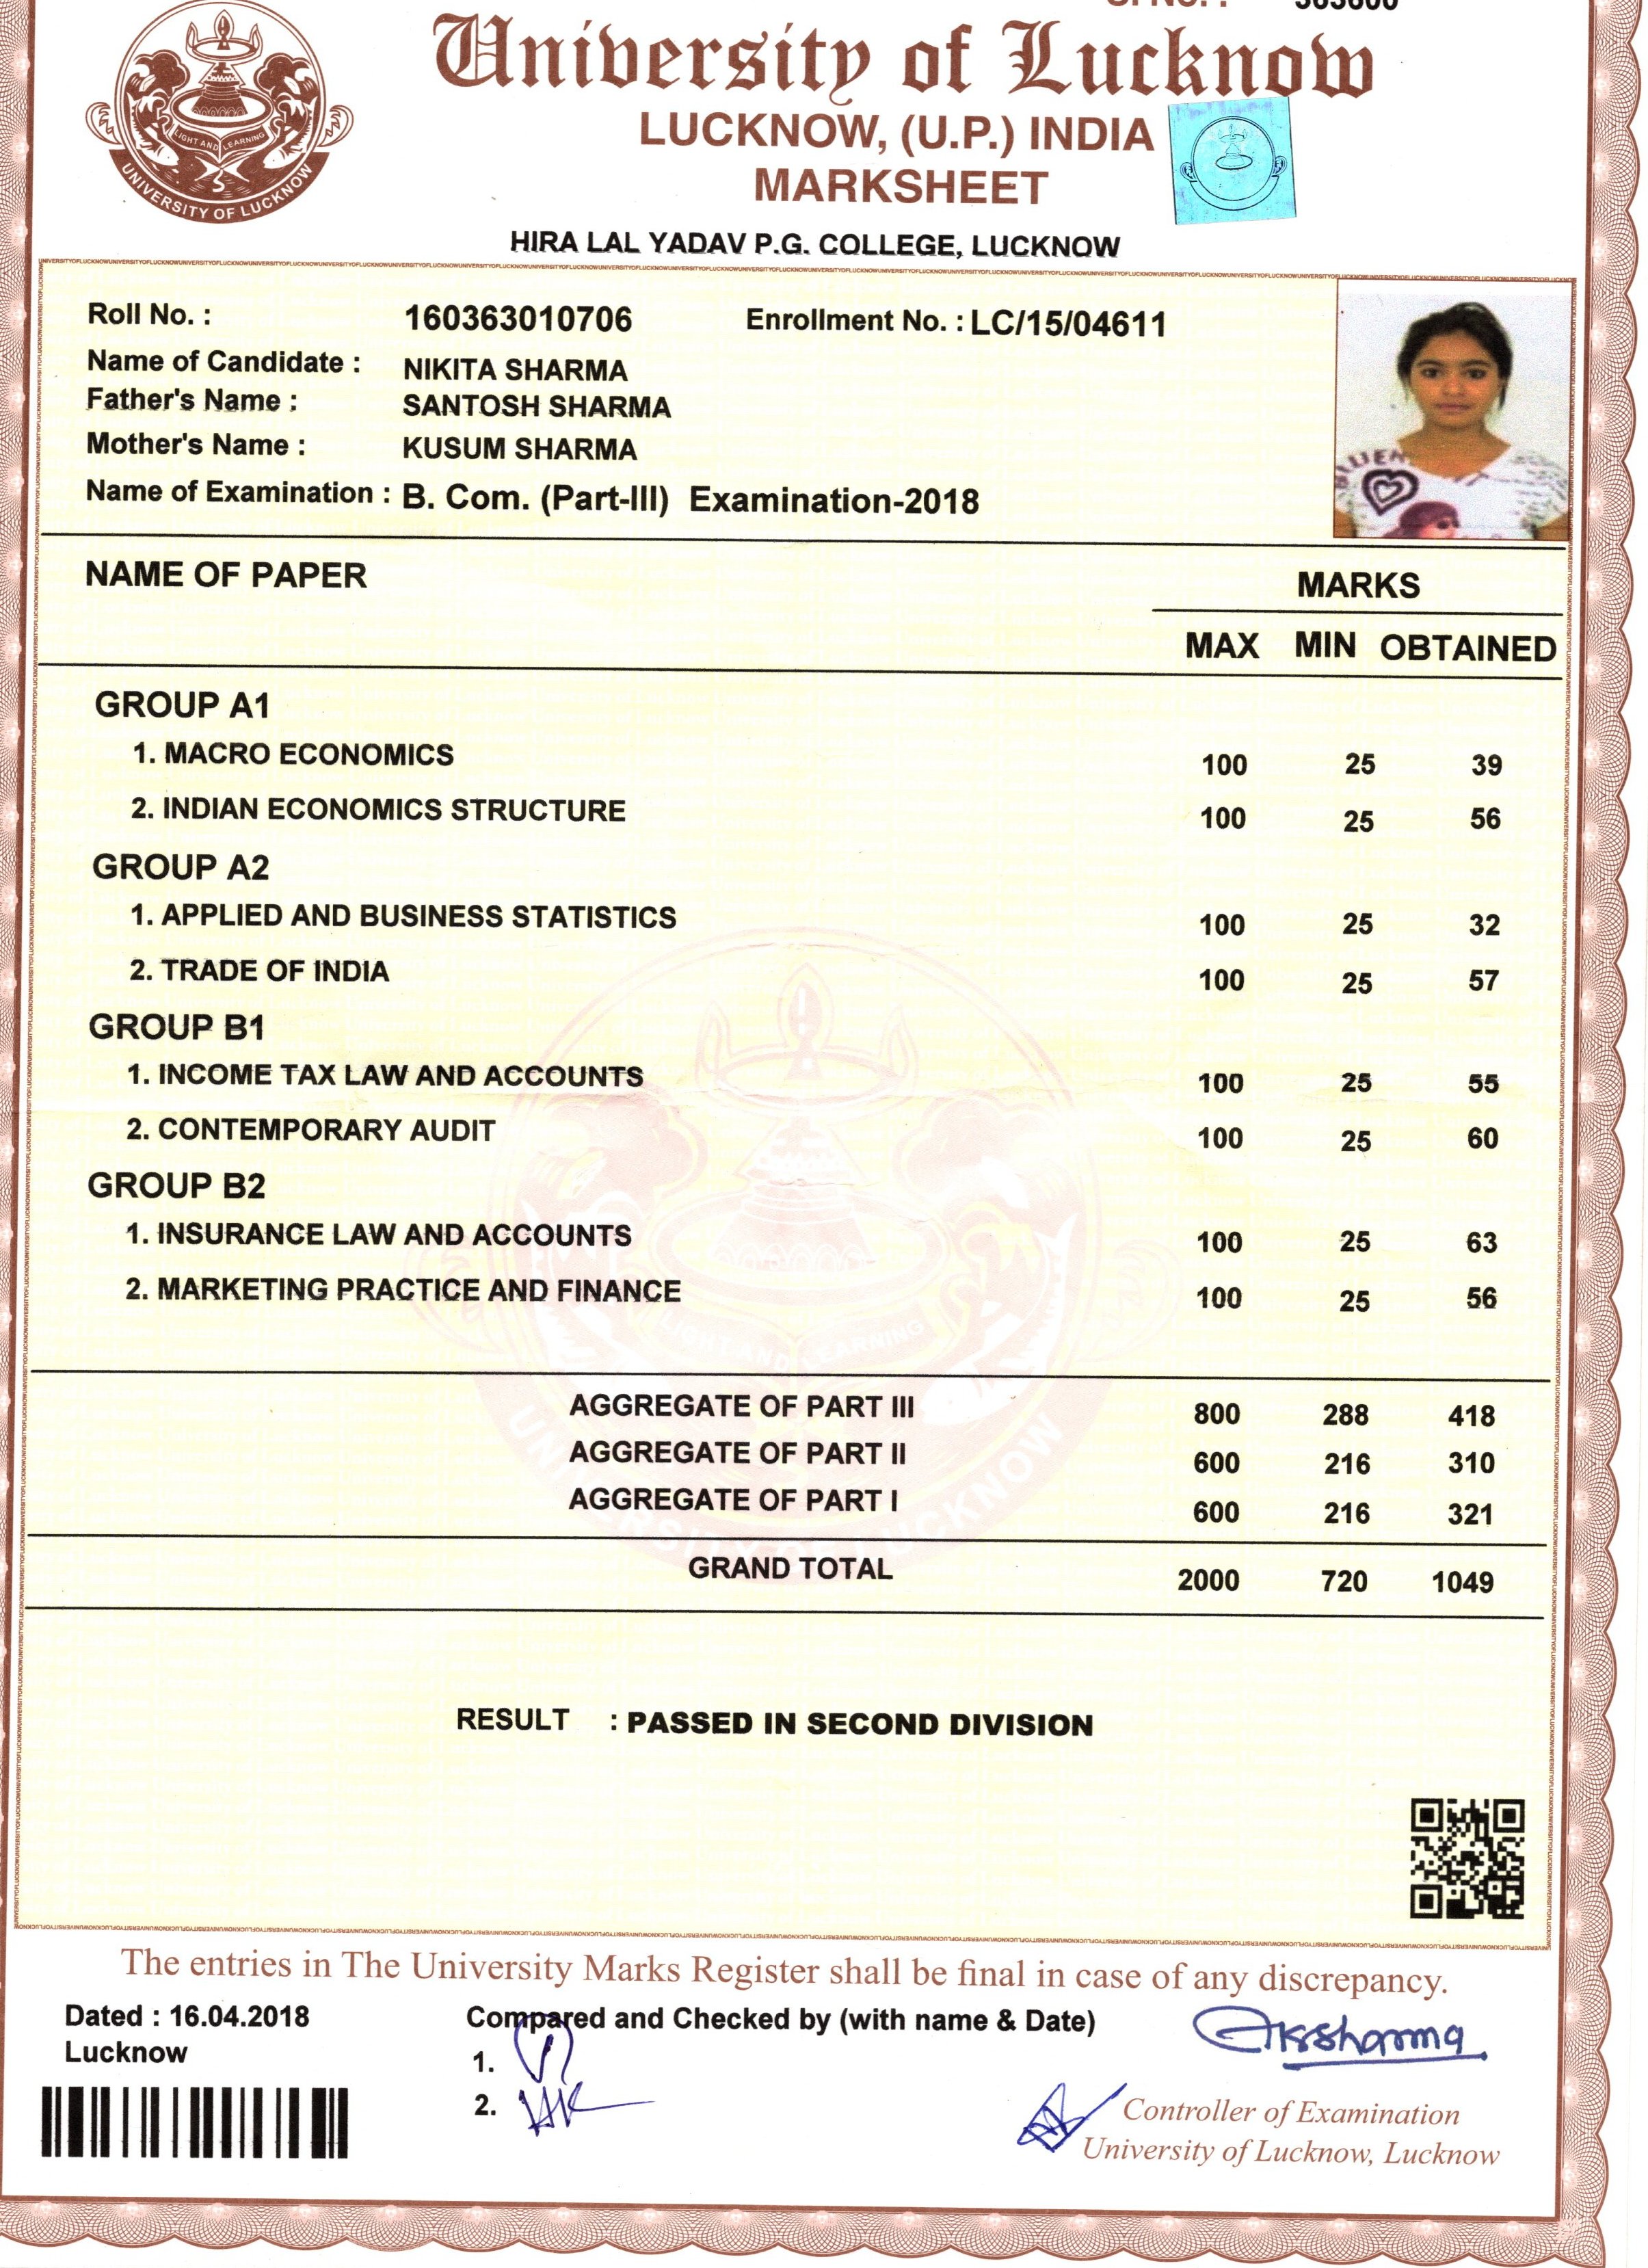 University of Lucknow
LUCKNOW, (U.P.) INDIA
MARKSHEET
LIGHT AND LEARNING
UNIVERSITY OF LUCKNOW
HIRA LAL YADAV P.G. COLLEGE, LUCKNOW
Roll No. : 160363010706 Enrollment No. : LC/15/04611
Name of Candidate : NIKITA SHARMA
Father's Name : SANTOSH SHARMA
Mother's Name : KUSUM SHARMA
Name of Examination : B. Com. (Part-III) Examination-2018
NAME OF PAPER MARKS
MAX MIN OBTAINED
GROUP A1
1. MACRO ECONOMICS 100 25 39
2. INDIAN ECONOMICS STRUCTURE 100 25 56
GROUP A2
1. APPLIED AND BUSINESS STATISTICS 100 25 32
2. TRADE OF INDIA 100 25 57
GROUP B1
1. INCOME TAX LAW AND ACCOUNTS 100 25 55
2. CONTEMPORARY AUDIT 100 25 60
GROUP B2
1. INSURANCE LAW AND ACCOUNTS 100 25 63
2. MARKETING PRACTICE AND FINANCE 100 25 56
AGGREGATE OF PART III 800 288 418
AGGREGATE OF PART II 600 216 310
AGGREGATE OF PART I 600 216 321
GRAND TOTAL 2000 720 1049
RESULT : PASSED IN SECOND DIVISION
The entries in The University Marks Register shall be final in case of any discrepancy.
Dated : 16.04.2018 Compared and Checked by (with name & Date)
Lucknow
1.
2.
Controller of Examination
University of Lucknow, Lucknow